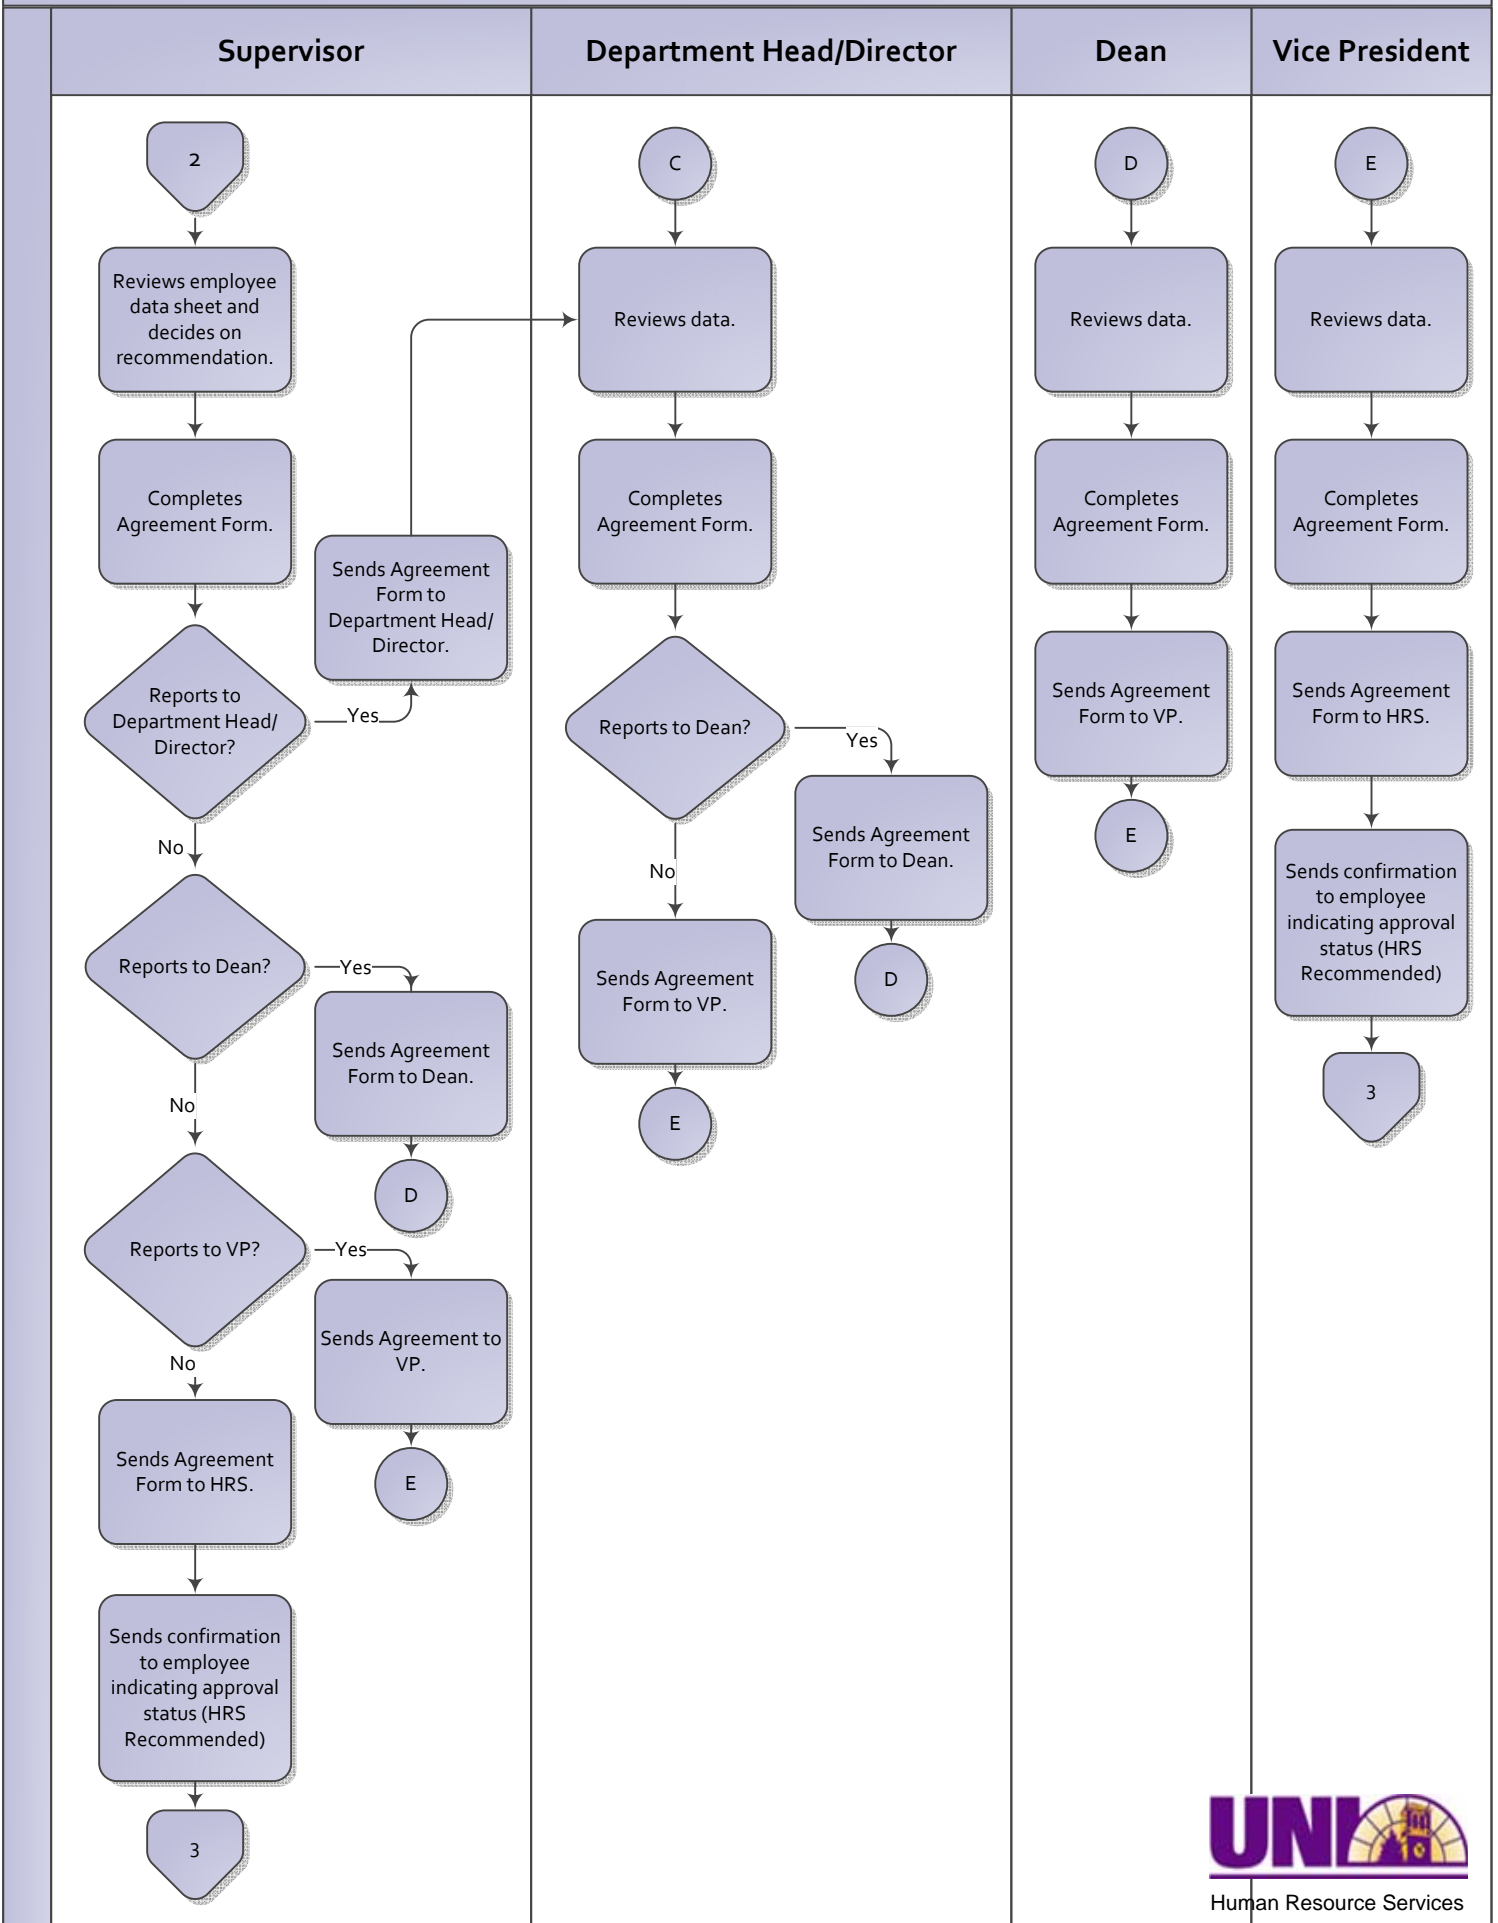 Supervisor
Department Head/Director
Dean
Vice President
2
Reviews employee
data sheet and
decides on
recommendation.
Completes
Agreement Form.
Sends Agreement
Form to
Department Head/
Director.
Reports to
Department Head/
Director?
Yes
No
Reports to Dean?
Yes
Sends Agreement
Form to Dean.
D
No
Reports to VP?
Yes
Sends Agreement to
VP.
E
No
Sends Agreement
Form to HRS.
Sends confirmation
to employee
indicating approval
status (HRS
Recommended)
3
C
Reviews data.
Completes
Agreement Form.
Reports to Dean?
Yes
Sends Agreement
Form to Dean.
D
No
Sends Agreement
Form to VP.
E
D
Reviews data.
Completes
Agreement Form.
Sends Agreement
Form to VP.
E
E
Reviews data.
Completes
Agreement Form.
Sends Agreement
Form to HRS.
Sends confirmation
to employee
indicating approval
status (HRS
Recommended)
3
UNI
Human Resource Services